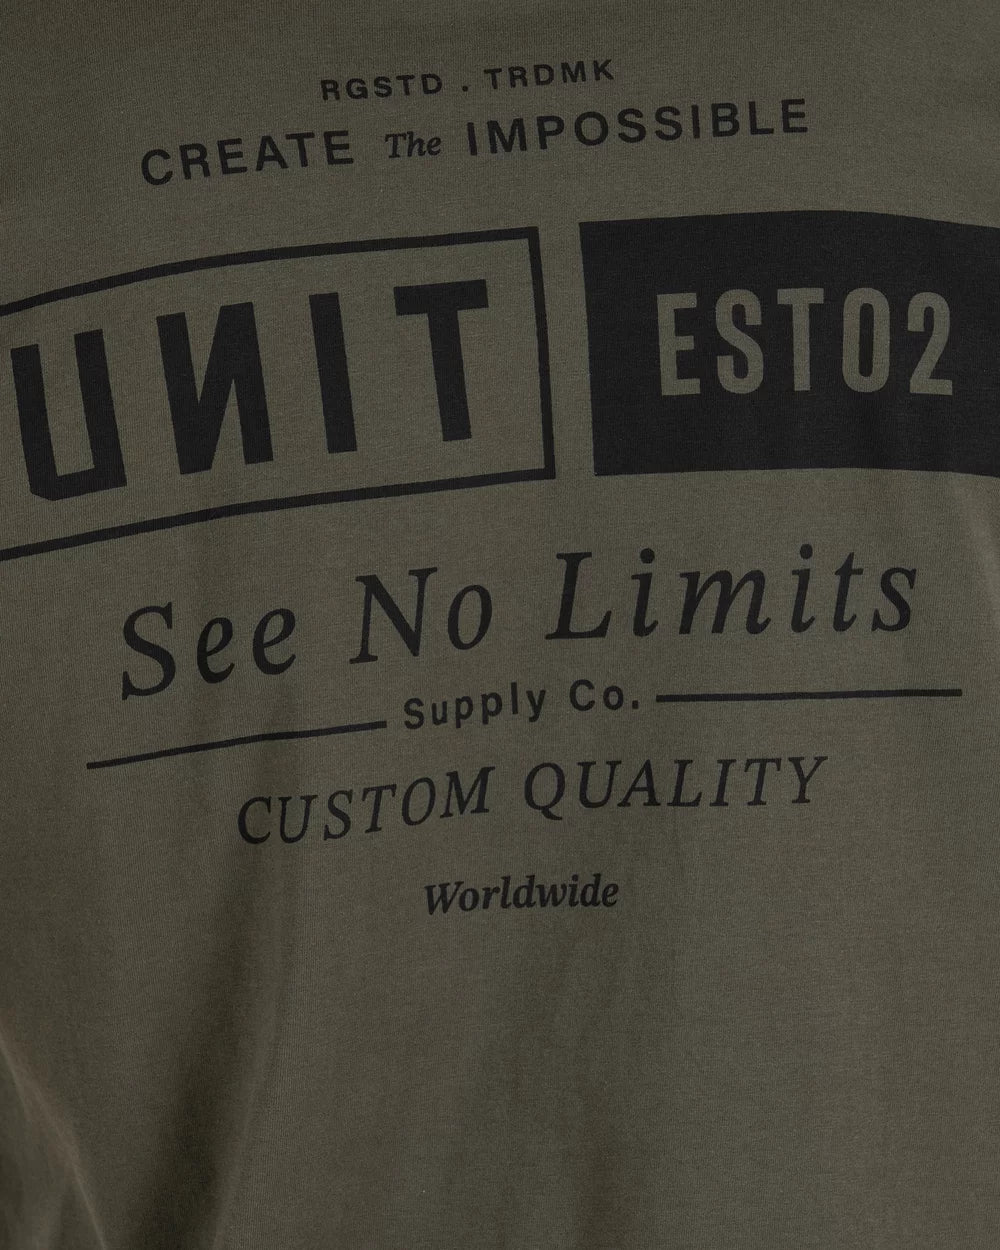 RGSTD . TRDMK
CREATE The IMPOSSIBLE
UNIT EST02
See No Limits
Supply Co.
CUSTOM QUALITY
Worldwide